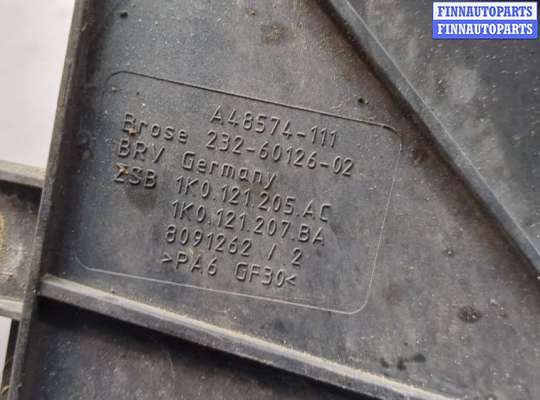 FINNAUTOPARTS
FINNAUTOPARTS
A48574-111
Brose 232-60126-02
BRV Germany
ZSB 1K0.121.205.AC
1K0.121.207.BA
8091262 / 2
>PA6 GF30<